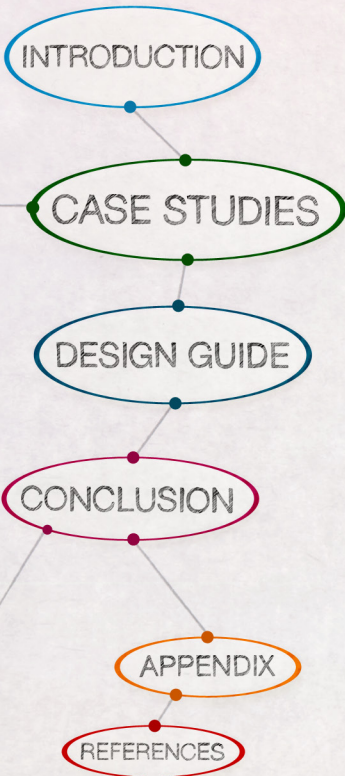 INTRODUCTION
CASE STUDIES
DESIGN GUIDE
CONCLUSION
APPENDIX
REFERENCES